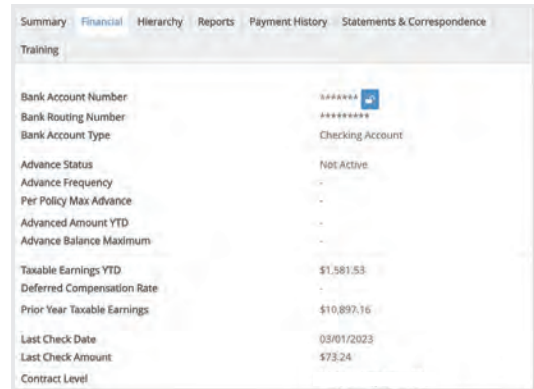 Summary Financial Hierarchy Reports Payment History Statements & Correspondence
Training
Bank Account Number *******
Bank Routing Number *********
Bank Account Type Checking Account
Advance Status Not Active
Advance Frequency -
Per Policy Max Advance -
Advanced Amount YTD -
Advance Balance Maximum -
Taxable Earnings YTD $1,581.53
Deferred Compensation Rate -
Prior Year Taxable Earnings $10,897.16
Last Check Date 03/01/2023
Last Check Amount $73.24
Contract Level